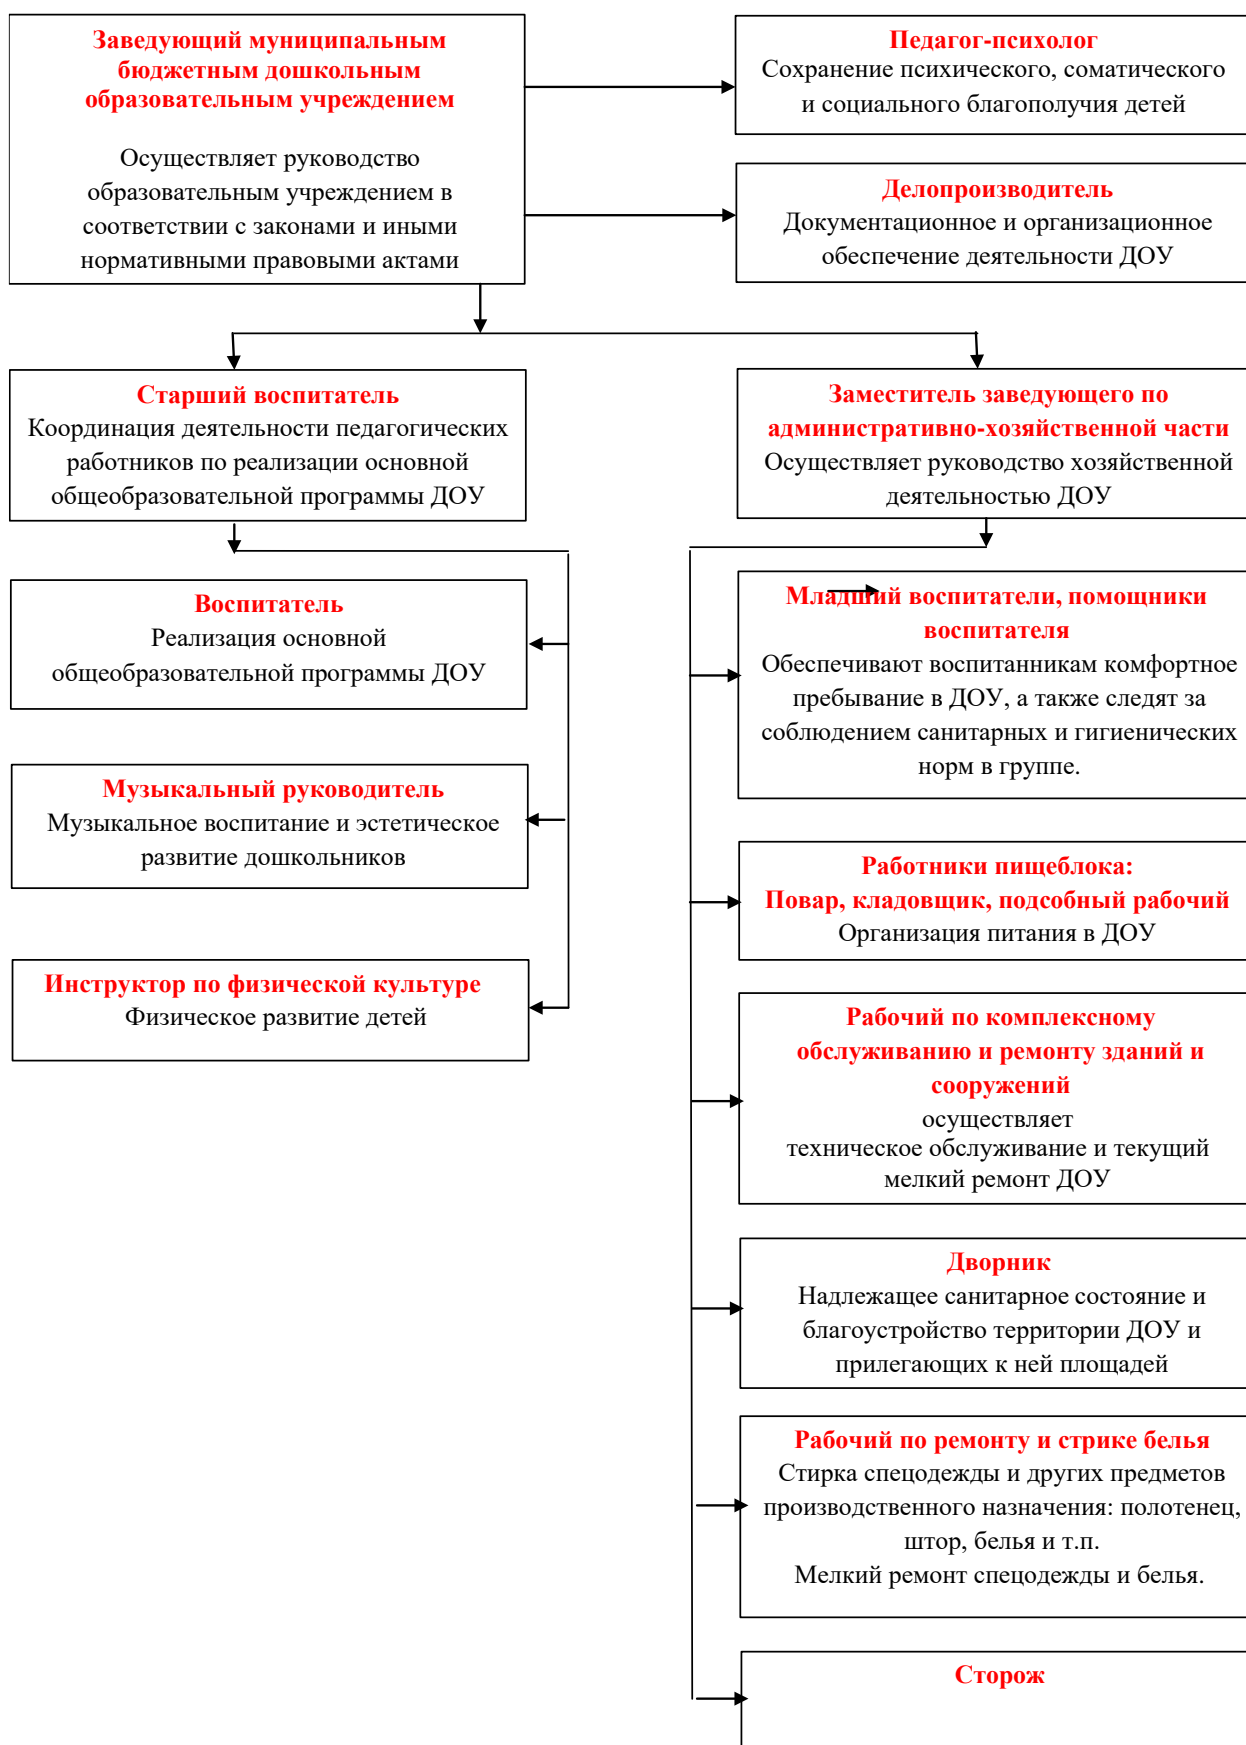 Заведующий муниципальным
бюджетным дошкольным
образовательным учреждением
Осуществляет руководство
образовательным учреждением в
соответствии с законами и иными
нормативными правовыми актами
Педагог-психолог
Сохранение психического, соматического
и социального благополучия детей
Делопроизводитель
Документационное и организационное
обеспечение деятельности ДОУ
Старший воспитатель
Координация деятельности педагогических
работников по реализации основной
общеобразовательной программы ДОУ
Заместитель заведующего по
административно-хозяйственной части
Осуществляет руководство хозяйственной
деятельностью ДОУ
Воспитатель
Реализация основной
общеобразовательной программы ДОУ
Музыкальный руководитель
Музыкальное воспитание и эстетическое
развитие дошкольников
Инструктор по физической культуре
Физическое развитие детей
Младший воспитатели, помощники
воспитателя
Обеспечивают воспитанникам комфортное
пребывание в ДОУ, а также следят за
соблюдением санитарных и гигиенических
норм в группе.
Работники пищеблока:
Повар, кладовщик, подсобный рабочий
Организация питания в ДОУ
Рабочий по комплексному
обслуживанию и ремонту зданий и
сооружений
осуществляет
техническое обслуживание и текущий
мелкий ремонт ДОУ
Дворник
Надлежащее санитарное состояние и
благоустройство территории ДОУ и
прилегающих к ней площадей
Рабочий по ремонту и стрике белья
Стирка спецодежды и других предметов
производственного назначения: полотенец,
штор, белья и т.п.
Мелкий ремонт спецодежды и белья.
Сторож